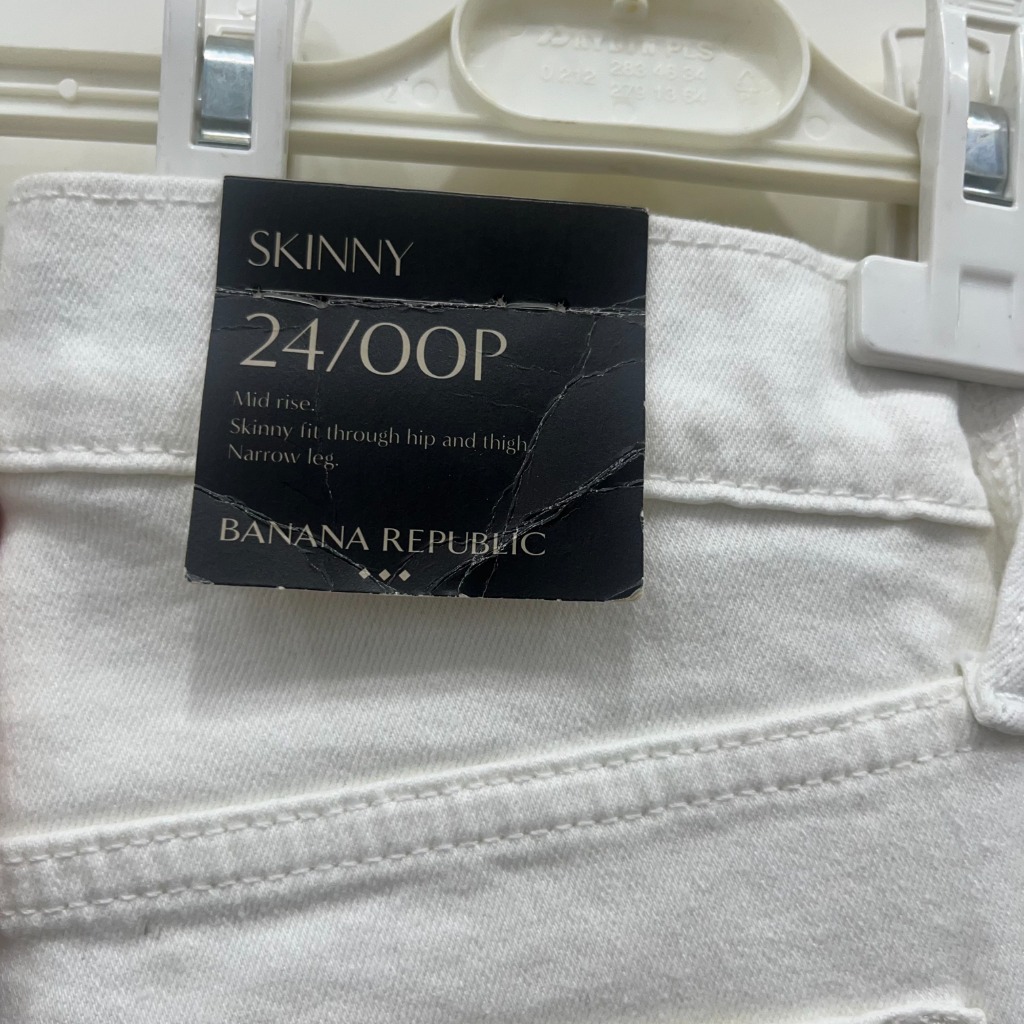 SKINNY
24/00P
Mid rise.
Skinny fit through hip and thigh.
Narrow leg.
BANANA REPUBLIC